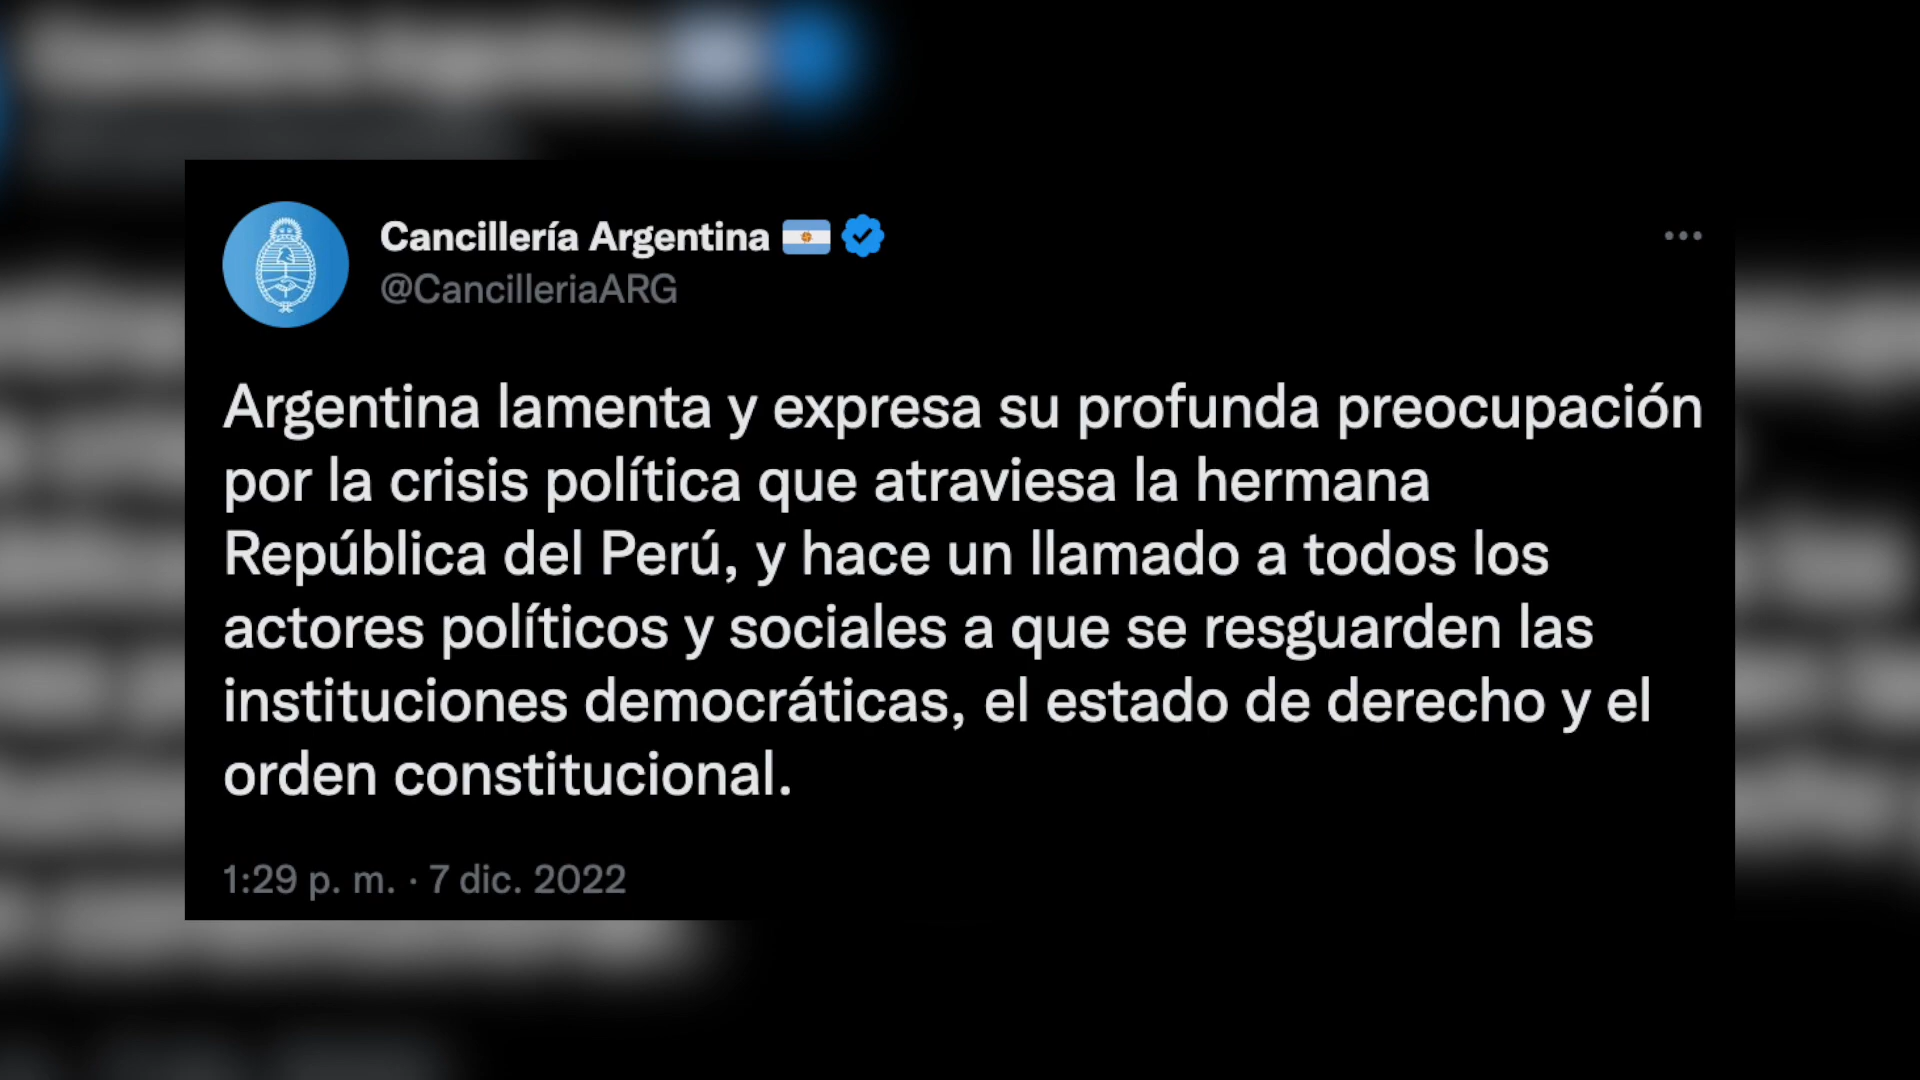 Cancillería Argentina
@CancilleriaARG
Argentina lamenta y expresa su profunda preocupación
por la crisis política que atraviesa la hermana
República del Perú, y hace un llamado a todos los
actores políticos y sociales a que se resguarden las
instituciones democráticas, el estado de derecho y el
orden constitucional.
1:29 p. m. · 7 dic. 2022